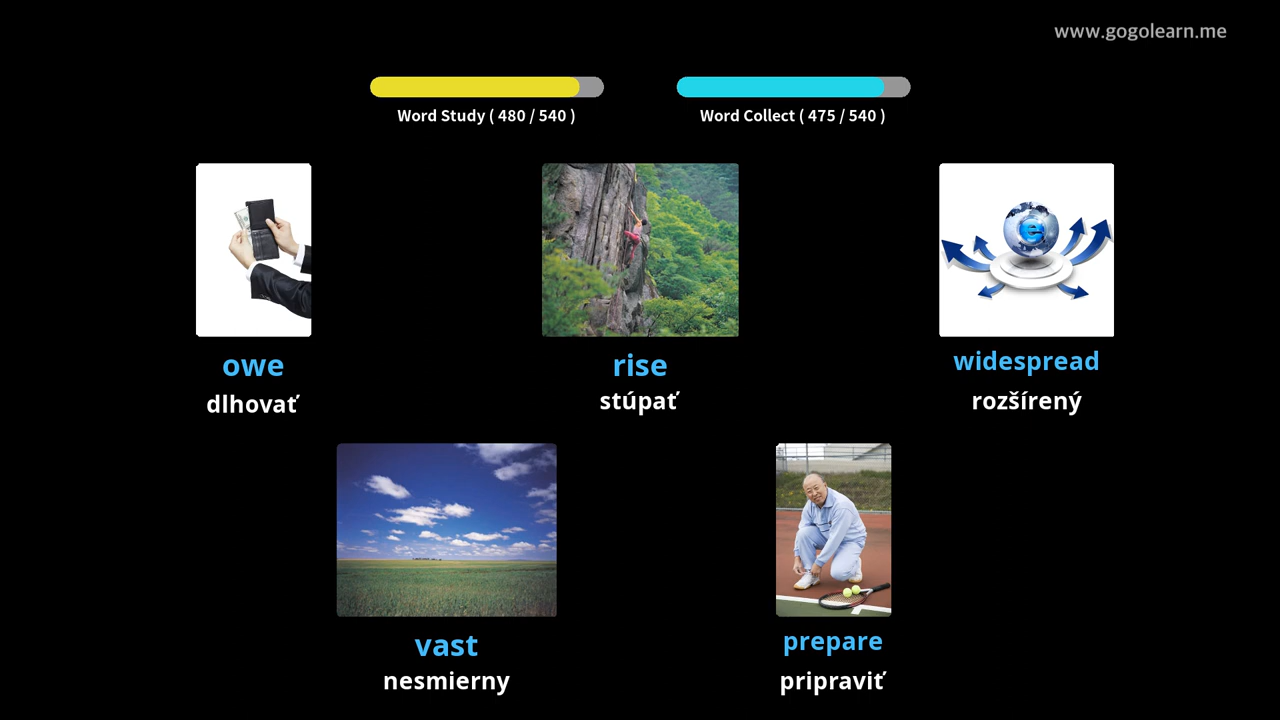 www.gogolearn.me
Word Study ( 480 / 540 )
Word Collect ( 475 / 540 )
e
owe
dlhovať
rise
stúpať
widespread
rozšírený
vast
nesmierny
prepare
pripraviť